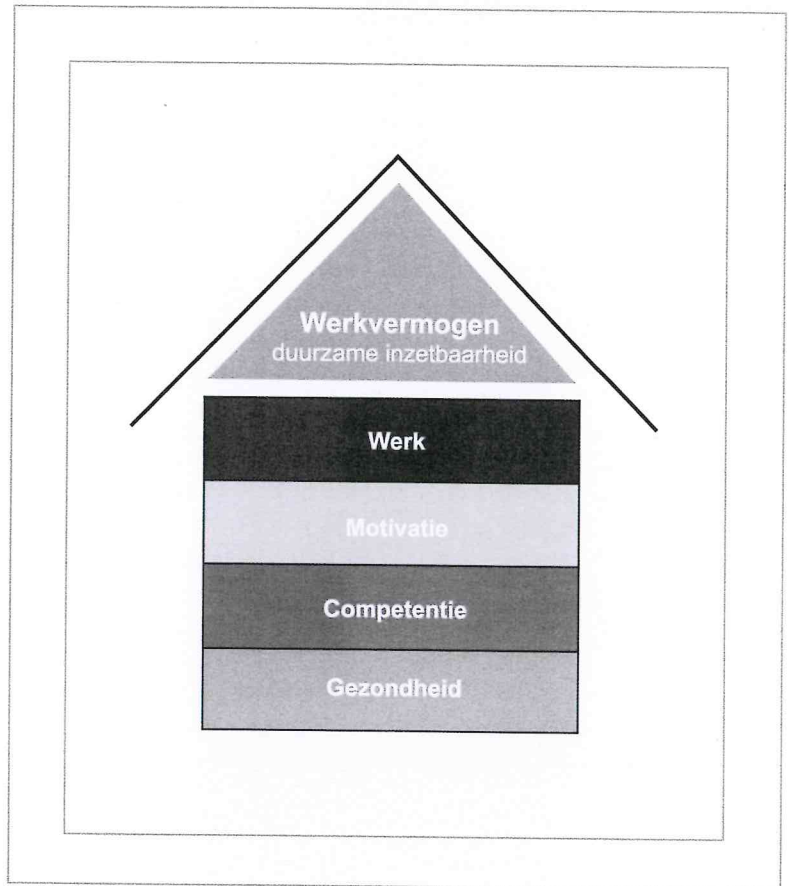 Werkvermogen
duurzame inzetbaarheid
Werk
Motivatie
Competentie
Gezondheid